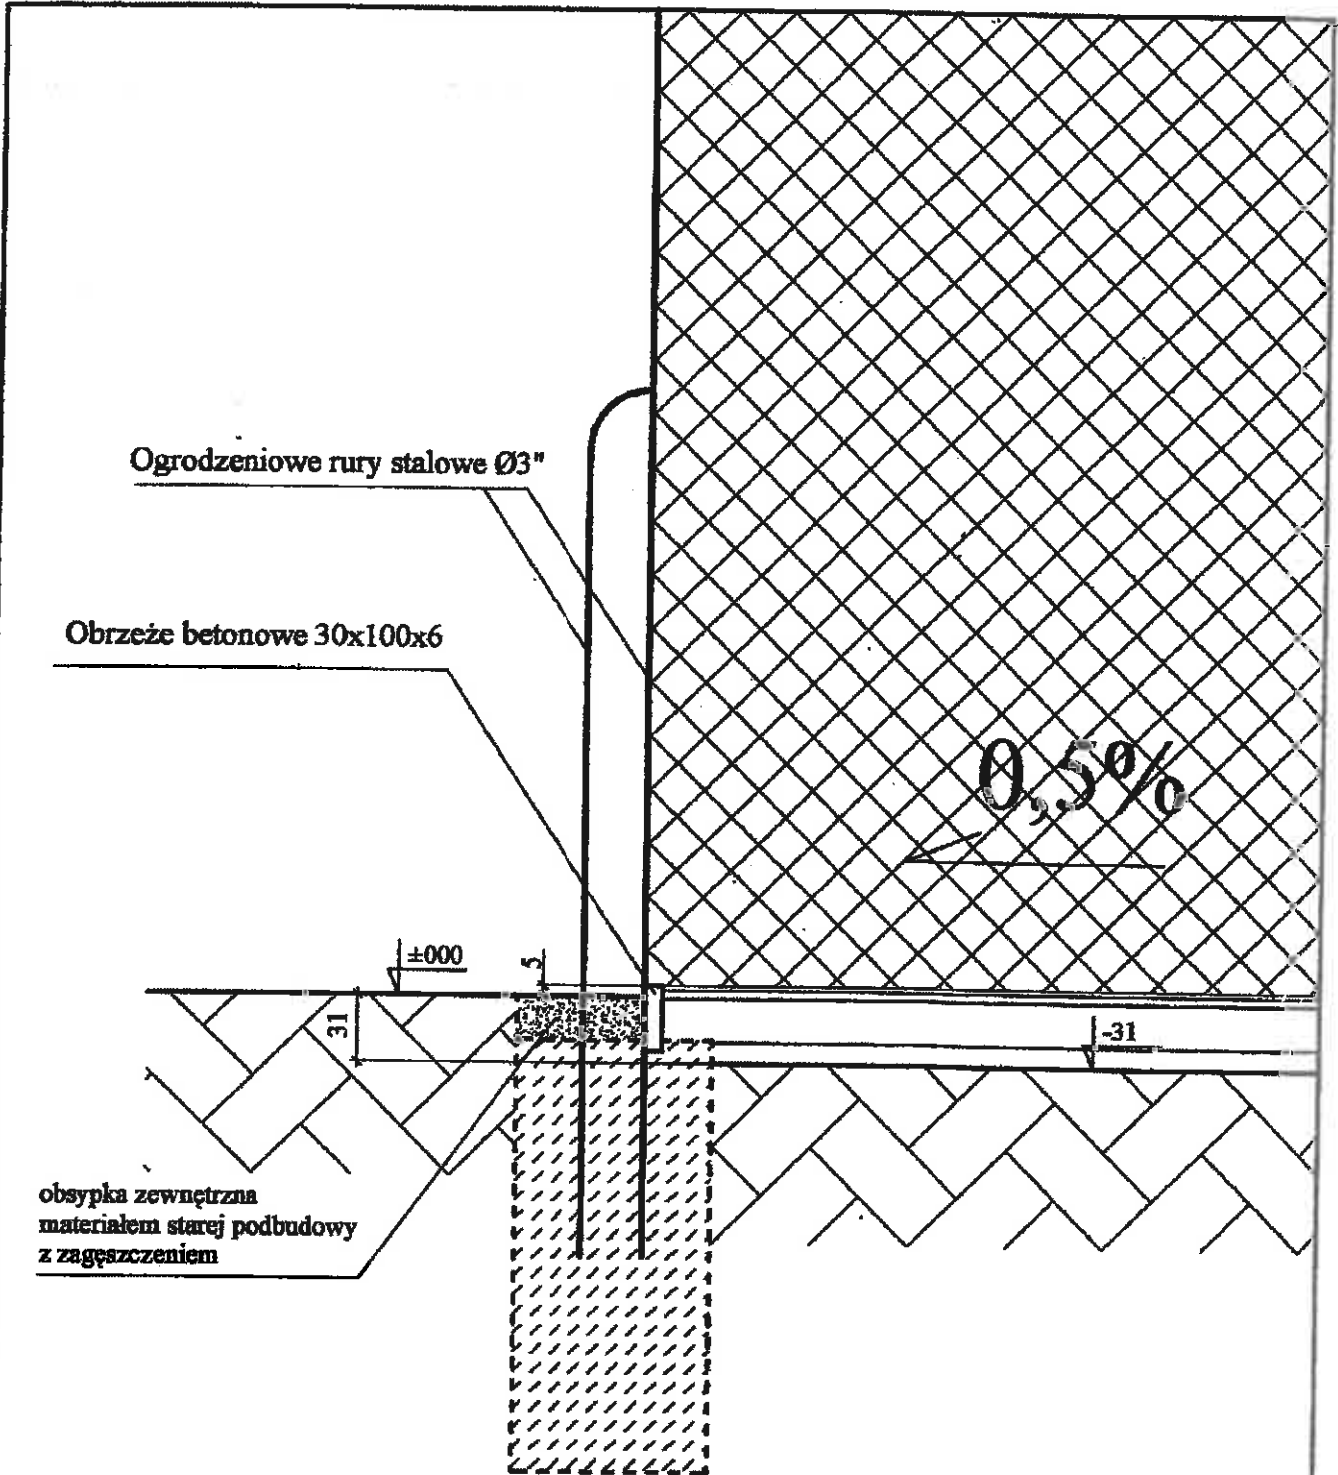 Ogrodzeniowe rury stalowe Ø3"
Obrzeże betonowe 30x100x6
0,5%
±000
5
31
-31
obsypka zewnętrzna
materiałem starej podbudowy
z zagęszczeniem